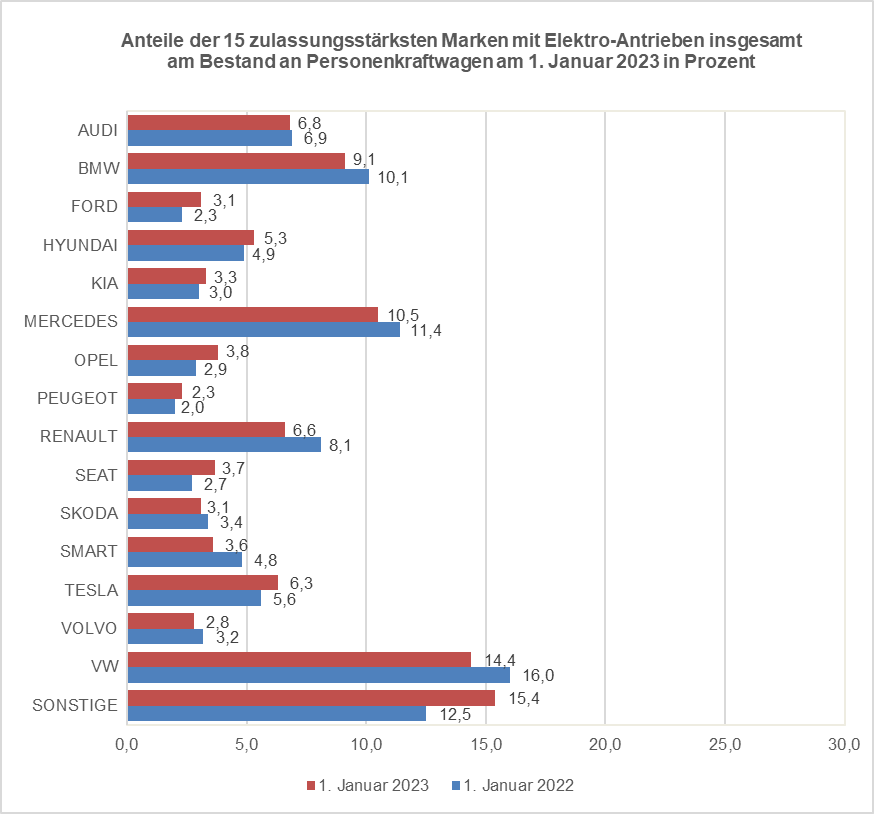 Anteile der 15 zulassungsstärksten Marken mit Elektro-Antrieben insgesamt
am Bestand an Personenkraftwagen am 1. Januar 2023 in Prozent
AUDI 6,8
6,9
BMW 9,1
10,1
FORD 3,1
2,3
HYUNDAI 5,3
4,9
KIA 3,3
3,0
MERCEDES 10,5
11,4
OPEL 3,8
2,9
PEUGEOT 2,3
2,0
RENAULT 6,6
8,1
SEAT 3,7
2,7
SKODA 3,1
3,4
SMART 3,6
4,8
TESLA 6,3
5,6
VOLVO 2,8
3,2
VW 14,4
16,0
SONSTIGE 15,4
12,5
0,0 5,0 10,0 15,0 20,0 25,0 30,0
1. Januar 2023 1. Januar 2022